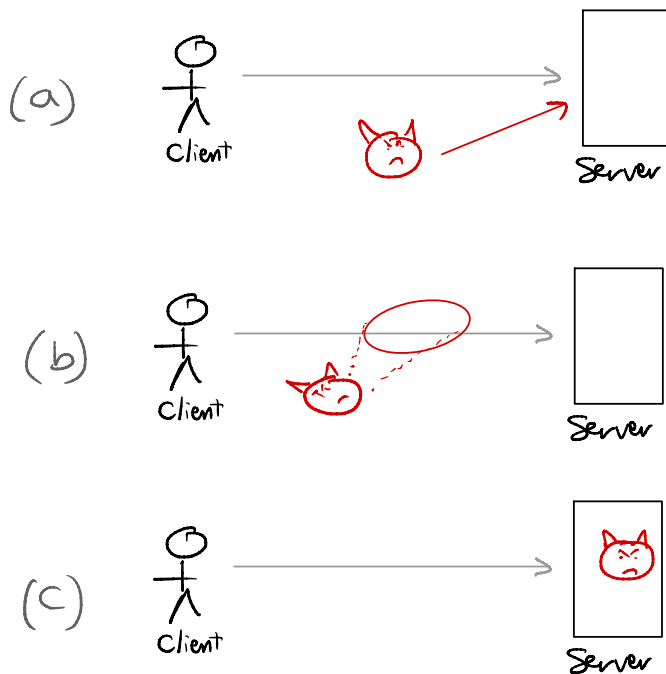 (a)
Client
Server
(b)
Client
Server
(c)
Client
Server